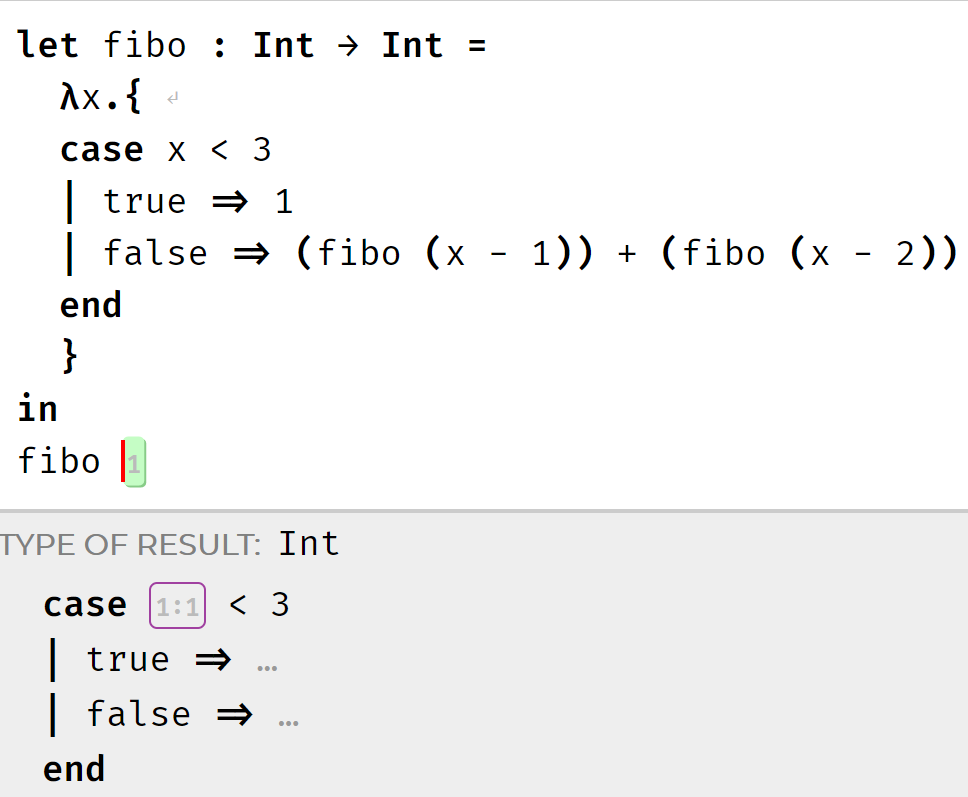 let fibo : Int → Int =
λx.{ ↵
case x < 3
| true ⇒ 1
| false ⇒ (fibo (x - 1)) + (fibo (x - 2))
end
}
in
fibo 1
TYPE OF RESULT: Int
case 1:1 < 3
| true ⇒ …
| false ⇒ …
end